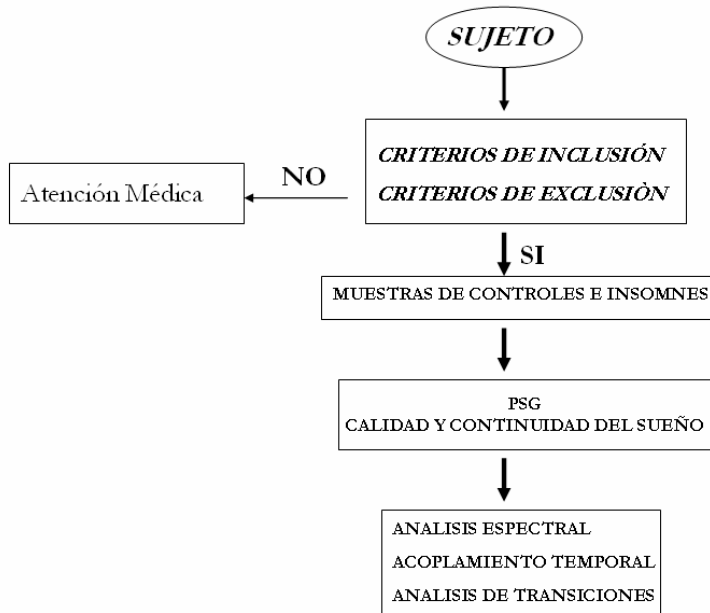 SUJETO
CRITERIOS DE INCLUSIÓN
CRITERIOS DE EXCLUSIÒN
NO
Atención Médica
SI
MUESTRAS DE CONTROLES E INSOMNES
PSG
CALIDAD Y CONTINUIDAD DEL SUEÑO
ANALISIS ESPECTRAL
ACOPLAMIENTO TEMPORAL
ANALISIS DE TRANSICIONES